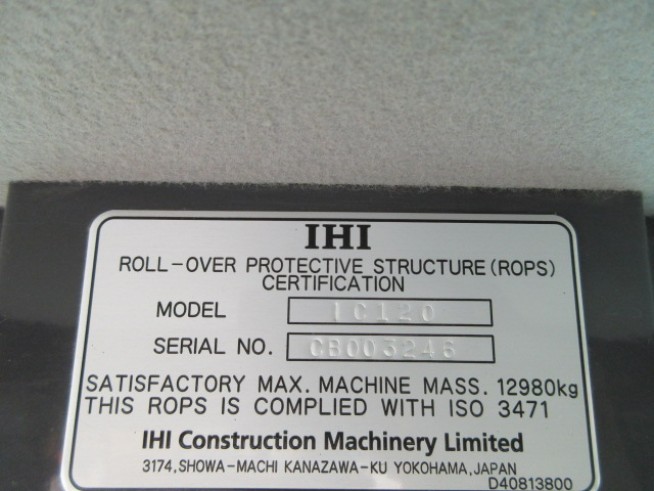 IHI
ROLL-OVER PROTECTIVE STRUCTURE (ROPS)
CERTIFICATION
MODEL IC120
SERIAL NO. CB003246
SATISFACTORY MAX. MACHINE MASS. 12980kg
THIS ROPS IS COMPLIED WITH ISO 3471
IHI Construction Machinery Limited
3174,SHOWA-MACHI KANAZAWA-KU YOKOHAMA,JAPAN
D40813800